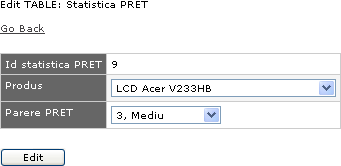 Edit TABLE: Statistica PRET
Go Back
Id statistica PRET 9
Produs LCD Acer V233HB
Parere PRET 3, Mediu
Edit